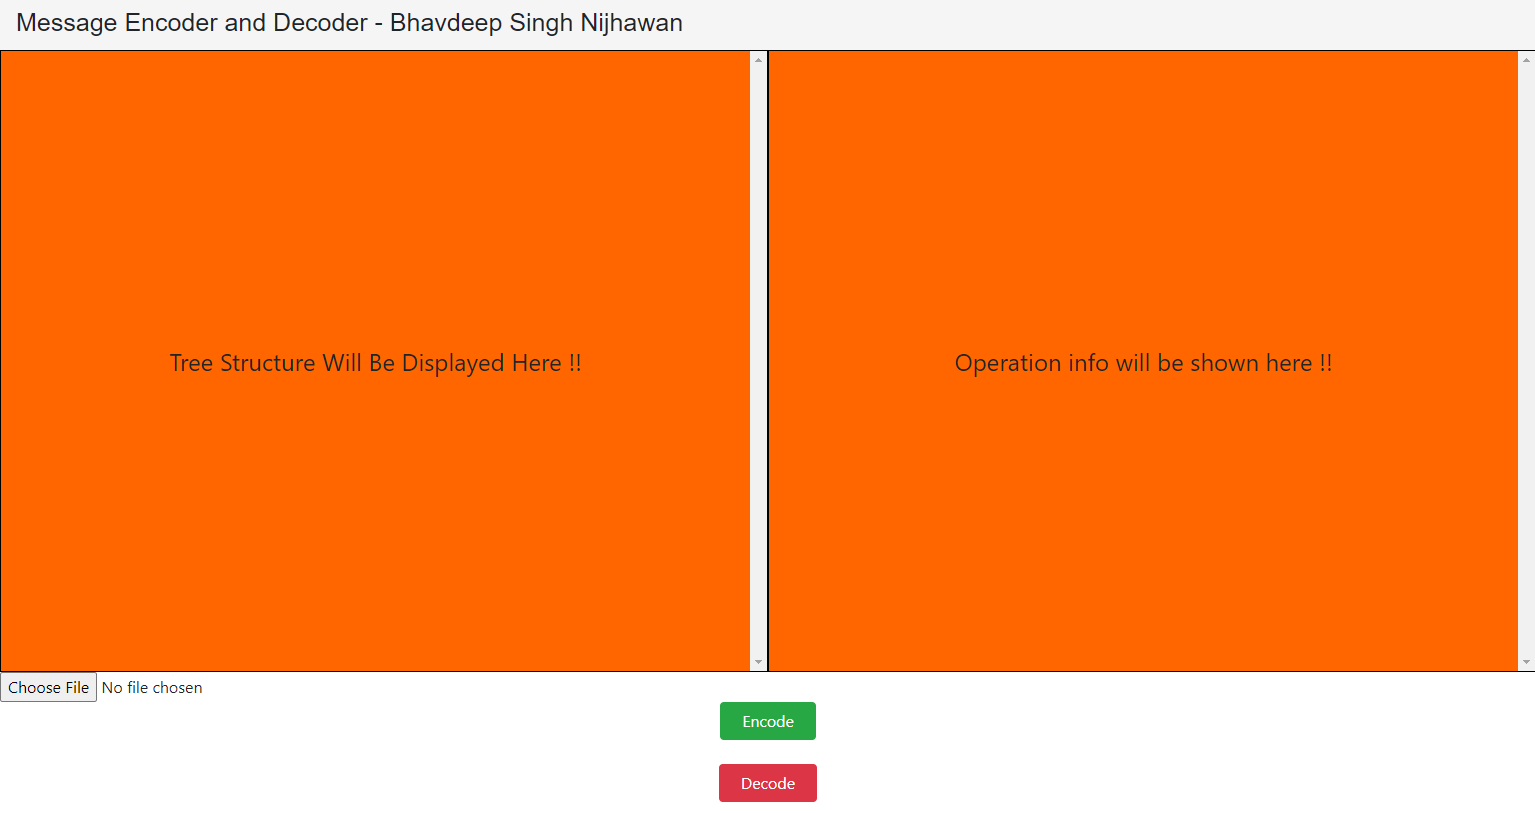 Message Encoder and Decoder - Bhavdeep Singh Nijhawan
Tree Structure Will Be Displayed Here !!
Operation info will be shown here !!
Choose File No file chosen
Encode
Decode